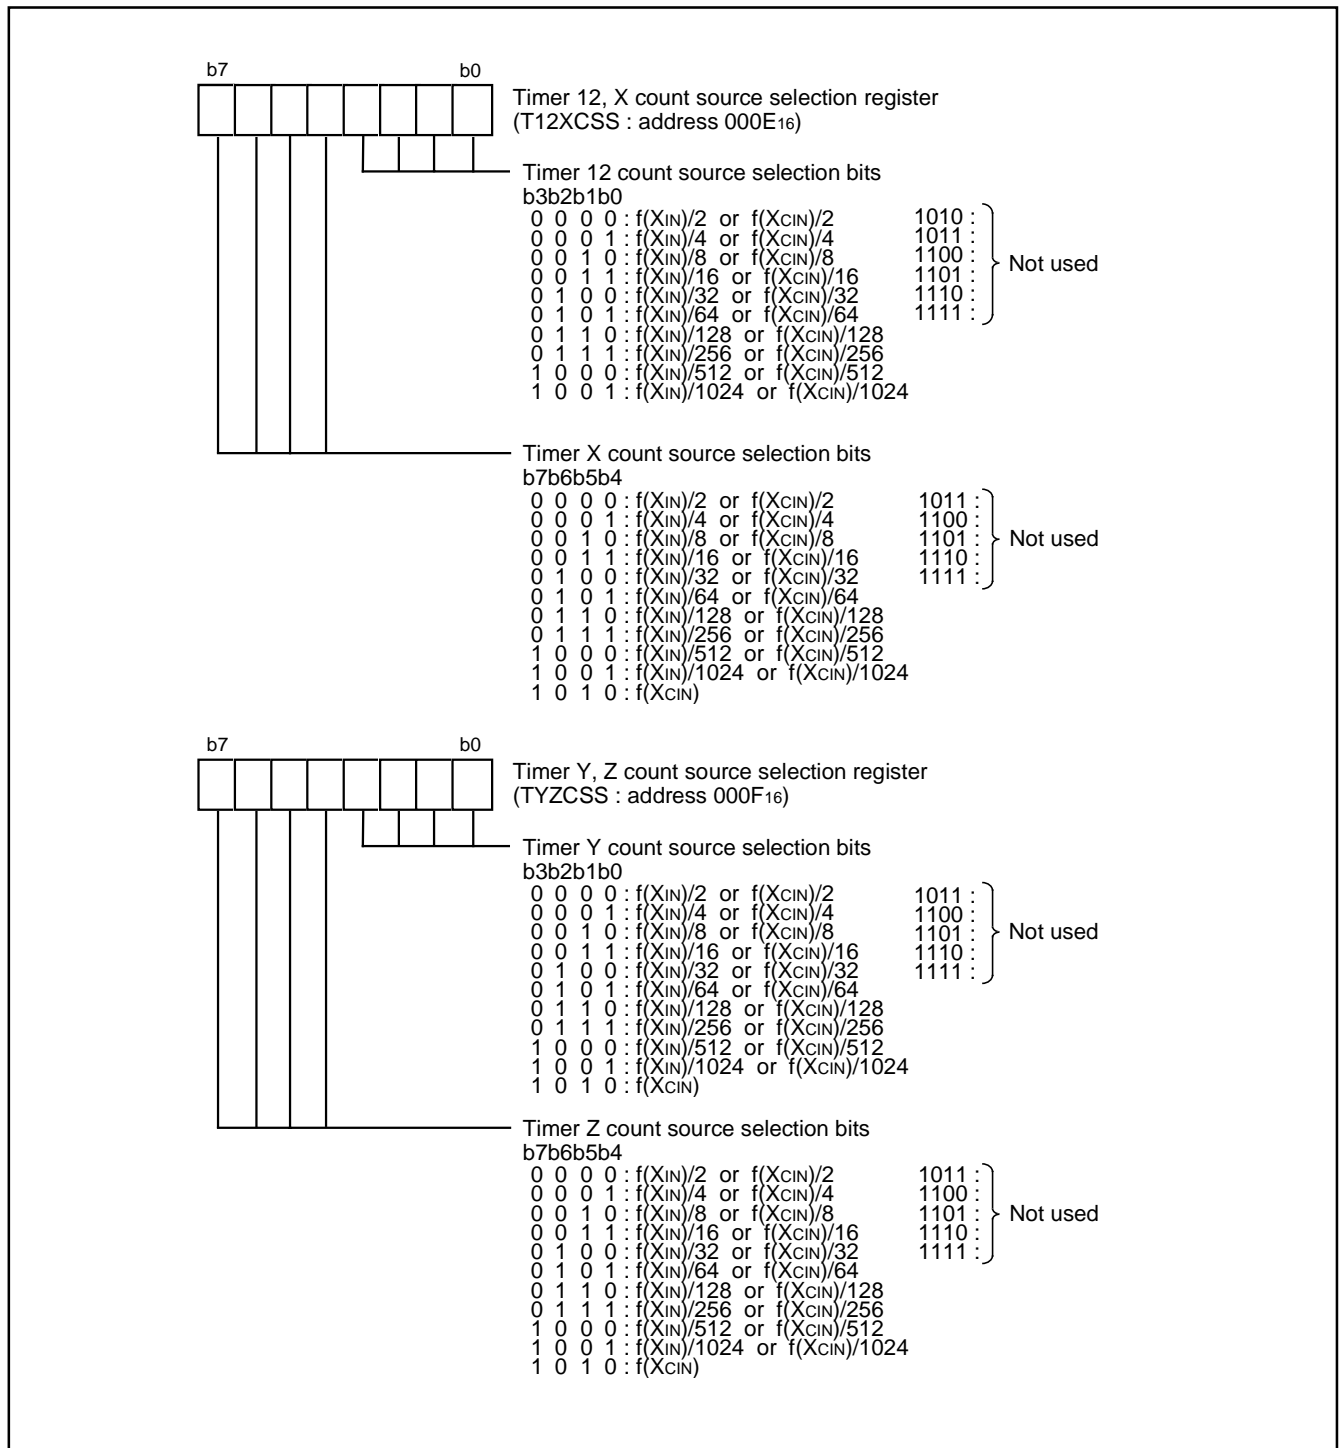 b7 b0
Timer 12, X count source selection register
(T12XCSS : address 000E16)
Timer 12 count source selection bits
b3b2b1b0
0 0 0 0 : f(XIN)/2 or f(XCIN)/2 1010 :
0 0 0 1 : f(XIN)/4 or f(XCIN)/4 1011 :
0 0 1 0 : f(XIN)/8 or f(XCIN)/8 1100 :
Not used
0 0 1 1 : f(XIN)/16 or f(XCIN)/16 1101 :
0 1 0 0 : f(XIN)/32 or f(XCIN)/32 1110 :
0 1 0 1 : f(XIN)/64 or f(XCIN)/64 1111 :
0 1 1 0 : f(XIN)/128 or f(XCIN)/128
0 1 1 1 : f(XIN)/256 or f(XCIN)/256
1 0 0 0 : f(XIN)/512 or f(XCIN)/512
1 0 0 1 : f(XIN)/1024 or f(XCIN)/1024
Timer X count source selection bits
b7b6b5b4
0 0 0 0 : f(XIN)/2 or f(XCIN)/2 1011 :
0 0 0 1 : f(XIN)/4 or f(XCIN)/4 1100 :
0 0 1 0 : f(XIN)/8 or f(XCIN)/8 1101 : Not used
0 0 1 1 : f(XIN)/16 or f(XCIN)/16 1110 :
0 1 0 0 : f(XIN)/32 or f(XCIN)/32 1111 :
0 1 0 1 : f(XIN)/64 or f(XCIN)/64
0 1 1 0 : f(XIN)/128 or f(XCIN)/128
0 1 1 1 : f(XIN)/256 or f(XCIN)/256
1 0 0 0 : f(XIN)/512 or f(XCIN)/512
1 0 0 1 : f(XIN)/1024 or f(XCIN)/1024
1 0 1 0 : f(XCIN)
b7 b0
Timer Y, Z count source selection register
(TYZCSS : address 000F16)
Timer Y count source selection bits
b3b2b1b0
0 0 0 0 : f(XIN)/2 or f(XCIN)/2 1011 :
0 0 0 1 : f(XIN)/4 or f(XCIN)/4 1100 :
0 0 1 0 : f(XIN)/8 or f(XCIN)/8 1101 : Not used
0 0 1 1 : f(XIN)/16 or f(XCIN)/16 1110 :
0 1 0 0 : f(XIN)/32 or f(XCIN)/32 1111 :
0 1 0 1 : f(XIN)/64 or f(XCIN)/64
0 1 1 0 : f(XIN)/128 or f(XCIN)/128
0 1 1 1 : f(XIN)/256 or f(XCIN)/256
1 0 0 0 : f(XIN)/512 or f(XCIN)/512
1 0 0 1 : f(XIN)/1024 or f(XCIN)/1024
1 0 1 0 : f(XCIN)
Timer Z count source selection bits
b7b6b5b4
0 0 0 0 : f(XIN)/2 or f(XCIN)/2 1011 :
0 0 0 1 : f(XIN)/4 or f(XCIN)/4 1100 :
0 0 1 0 : f(XIN)/8 or f(XCIN)/8 1101 : Not used
0 0 1 1 : f(XIN)/16 or f(XCIN)/16 1110 :
0 1 0 0 : f(XIN)/32 or f(XCIN)/32 1111 :
0 1 0 1 : f(XIN)/64 or f(XCIN)/64
0 1 1 0 : f(XIN)/128 or f(XCIN)/128
0 1 1 1 : f(XIN)/256 or f(XCIN)/256
1 0 0 0 : f(XIN)/512 or f(XCIN)/512
1 0 0 1 : f(XIN)/1024 or f(XCIN)/1024
1 0 1 0 : f(XCIN)